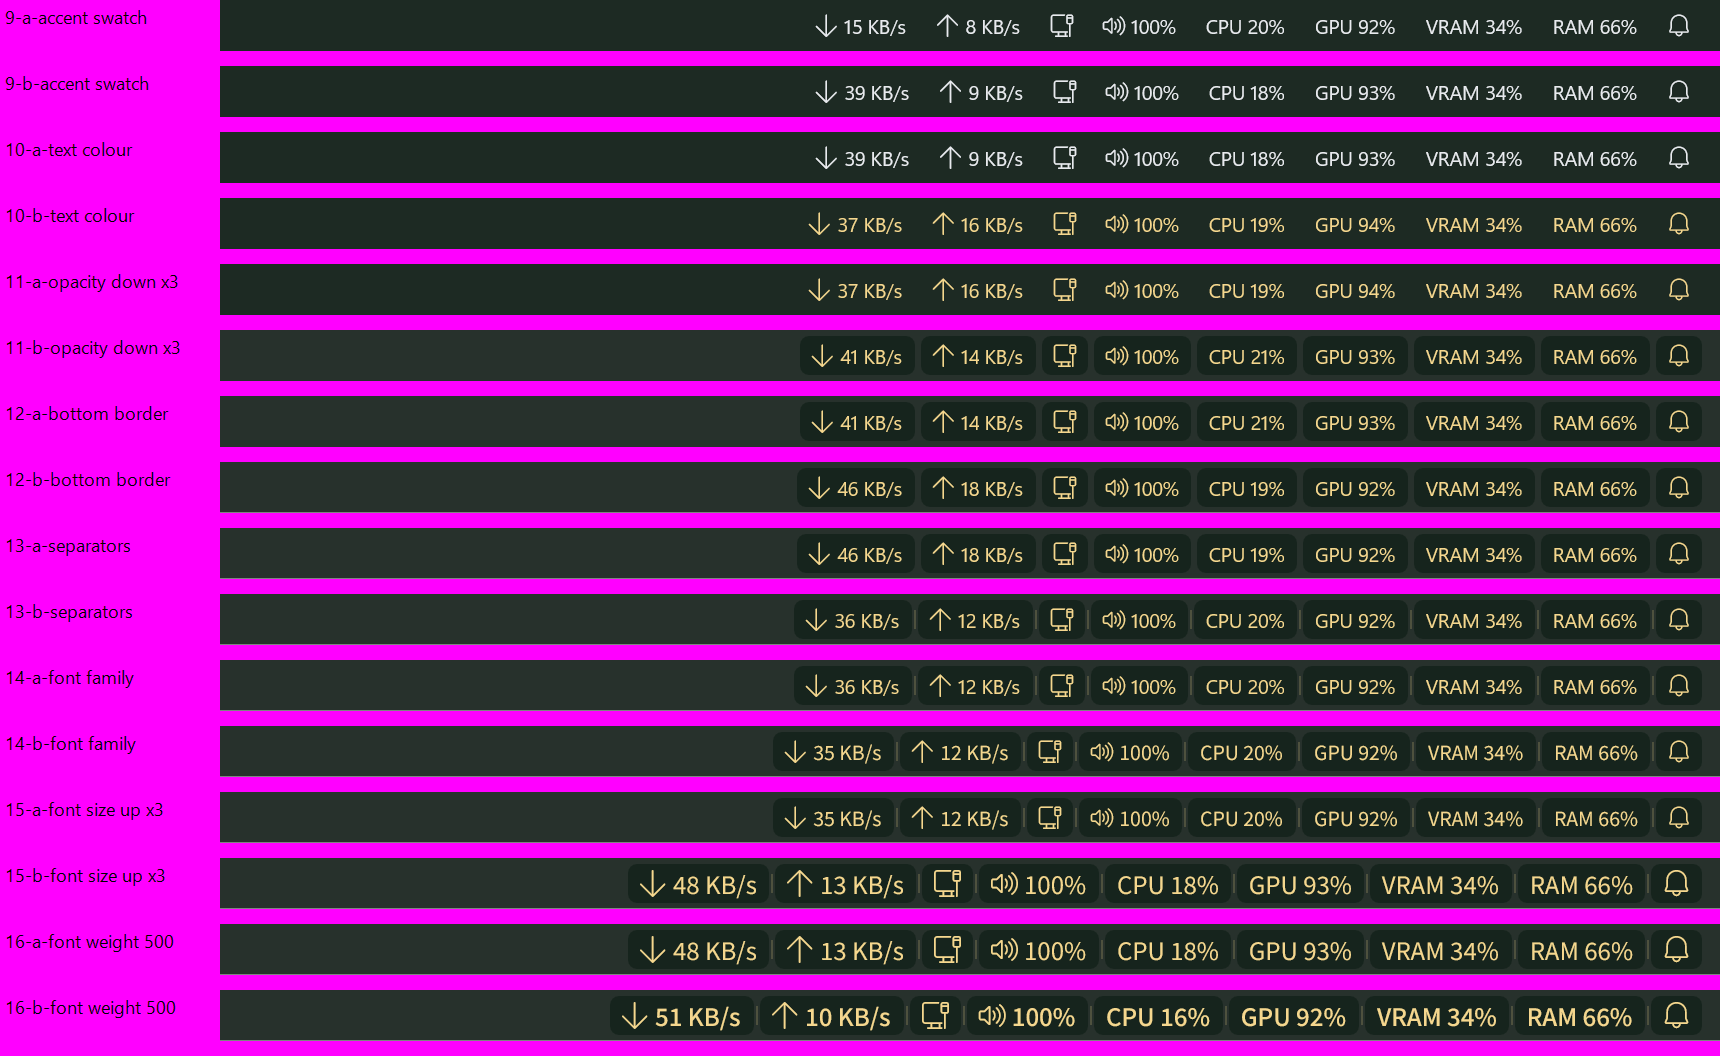 9-a-accent swatch 15 KB/s 8 KB/s 100% CPU 20% GPU 92% VRAM 34% RAM 66%
9-b-accent swatch 39 KB/s 9 KB/s 100% CPU 18% GPU 93% VRAM 34% RAM 66%
10-a-text colour 39 KB/s 9 KB/s 100% CPU 18% GPU 93% VRAM 34% RAM 66%
10-b-text colour 37 KB/s 16 KB/s 100% CPU 19% GPU 94% VRAM 34% RAM 66%
11-a-opacity down x3 37 KB/s 16 KB/s 100% CPU 19% GPU 94% VRAM 34% RAM 66%
11-b-opacity down x3 41 KB/s 14 KB/s 100% CPU 21% GPU 93% VRAM 34% RAM 66%
12-a-bottom border 41 KB/s 14 KB/s 100% CPU 21% GPU 93% VRAM 34% RAM 66%
12-b-bottom border 46 KB/s 18 KB/s 100% CPU 19% GPU 92% VRAM 34% RAM 66%
13-a-separators 46 KB/s 18 KB/s 100% CPU 19% GPU 92% VRAM 34% RAM 66%
13-b-separators 36 KB/s 12 KB/s 100% CPU 20% GPU 92% VRAM 34% RAM 66%
14-a-font family 36 KB/s 12 KB/s 100% CPU 20% GPU 92% VRAM 34% RAM 66%
14-b-font family 35 KB/s 12 KB/s 100% CPU 20% GPU 92% VRAM 34% RAM 66%
15-a-font size up x3 35 KB/s 12 KB/s 100% CPU 20% GPU 92% VRAM 34% RAM 66%
15-b-font size up x3 48 KB/s 13 KB/s 100% CPU 18% GPU 93% VRAM 34% RAM 66%
16-a-font weight 500 48 KB/s 13 KB/s 100% CPU 18% GPU 93% VRAM 34% RAM 66%
16-b-font weight 500 51 KB/s 10 KB/s 100% CPU 16% GPU 92% VRAM 34% RAM 66%